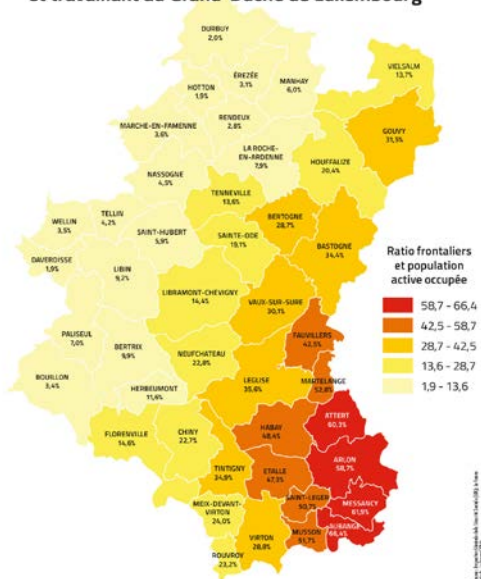 et travaillant au Grand-Duché de Luxembourg
DURBUY
2,0%
VIELSALM
13,7%
HOTTON
1,9%
ÉREZÉE
3,1%
MANHAY
6,0%
MARCHE-EN-FAMENNE
3,6%
RENDEUX
2,8%
GOUVY
31,5%
LA ROCHE-
EN-ARDENNE
7,9%
HOUFFALIZE
20,4%
NASSOGNE
4,5%
TENNEVILLE
13,6%
BERTOGNE
28,7%
WELLIN
3,5%
TELLIN
4,2%
SAINT-HUBERT
5,9%
SAINTE-ODE
19,1%
BASTOGNE
34,4%
DAVERDISSE
1,9%
LIBIN
9,2%
LIBRAMONT-CHEVIGNY
14,4%
VAUX-SUR-SURE
30,1%
Ratio frontaliers
et population
active occupée
58,7 - 66,4
42,5 - 58,7
28,7 - 42,5
13,6 - 28,7
1,9 - 13,6
PALISEUL
7,0%
BERTRIX
9,9%
NEUFCHATEAU
22,8%
FAUVILLERS
42,5%
BOUILLON
3,4%
HERBEUMONT
11,6%
LEGLISE
35,6%
MARTELANGE
52,8%
FLORENVILLE
14,6%
CHINY
22,7%
HABAY
48,4%
ATTERT
60,3%
TINTIGNY
34,9%
ETALLE
47,3%
ARLON
58,7%
MEIX-DEVANT-
VIRTON
24,0%
SAINT-LEGER
50,7%
MESSANCY
61,9%
VIRTON
28,8%
MUSSON
51,7%
AUBANGE
66,4%
ROUVROY
23,2%